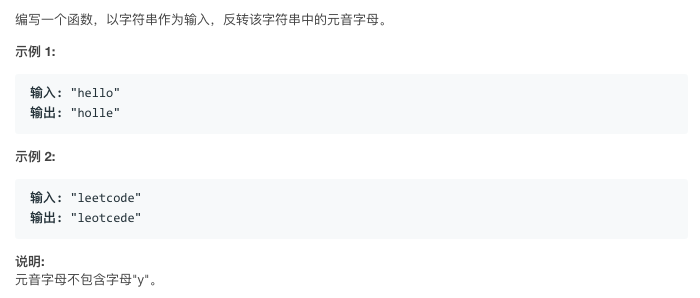 编写一个函数，以字符串作为输入，反转该字符串中的元音字母。
示例 1:
输入: "hello"
输出: "holle"
示例 2:
输入: "leetcode"
输出: "leotcede"
说明:
元音字母不包含字母"y"。